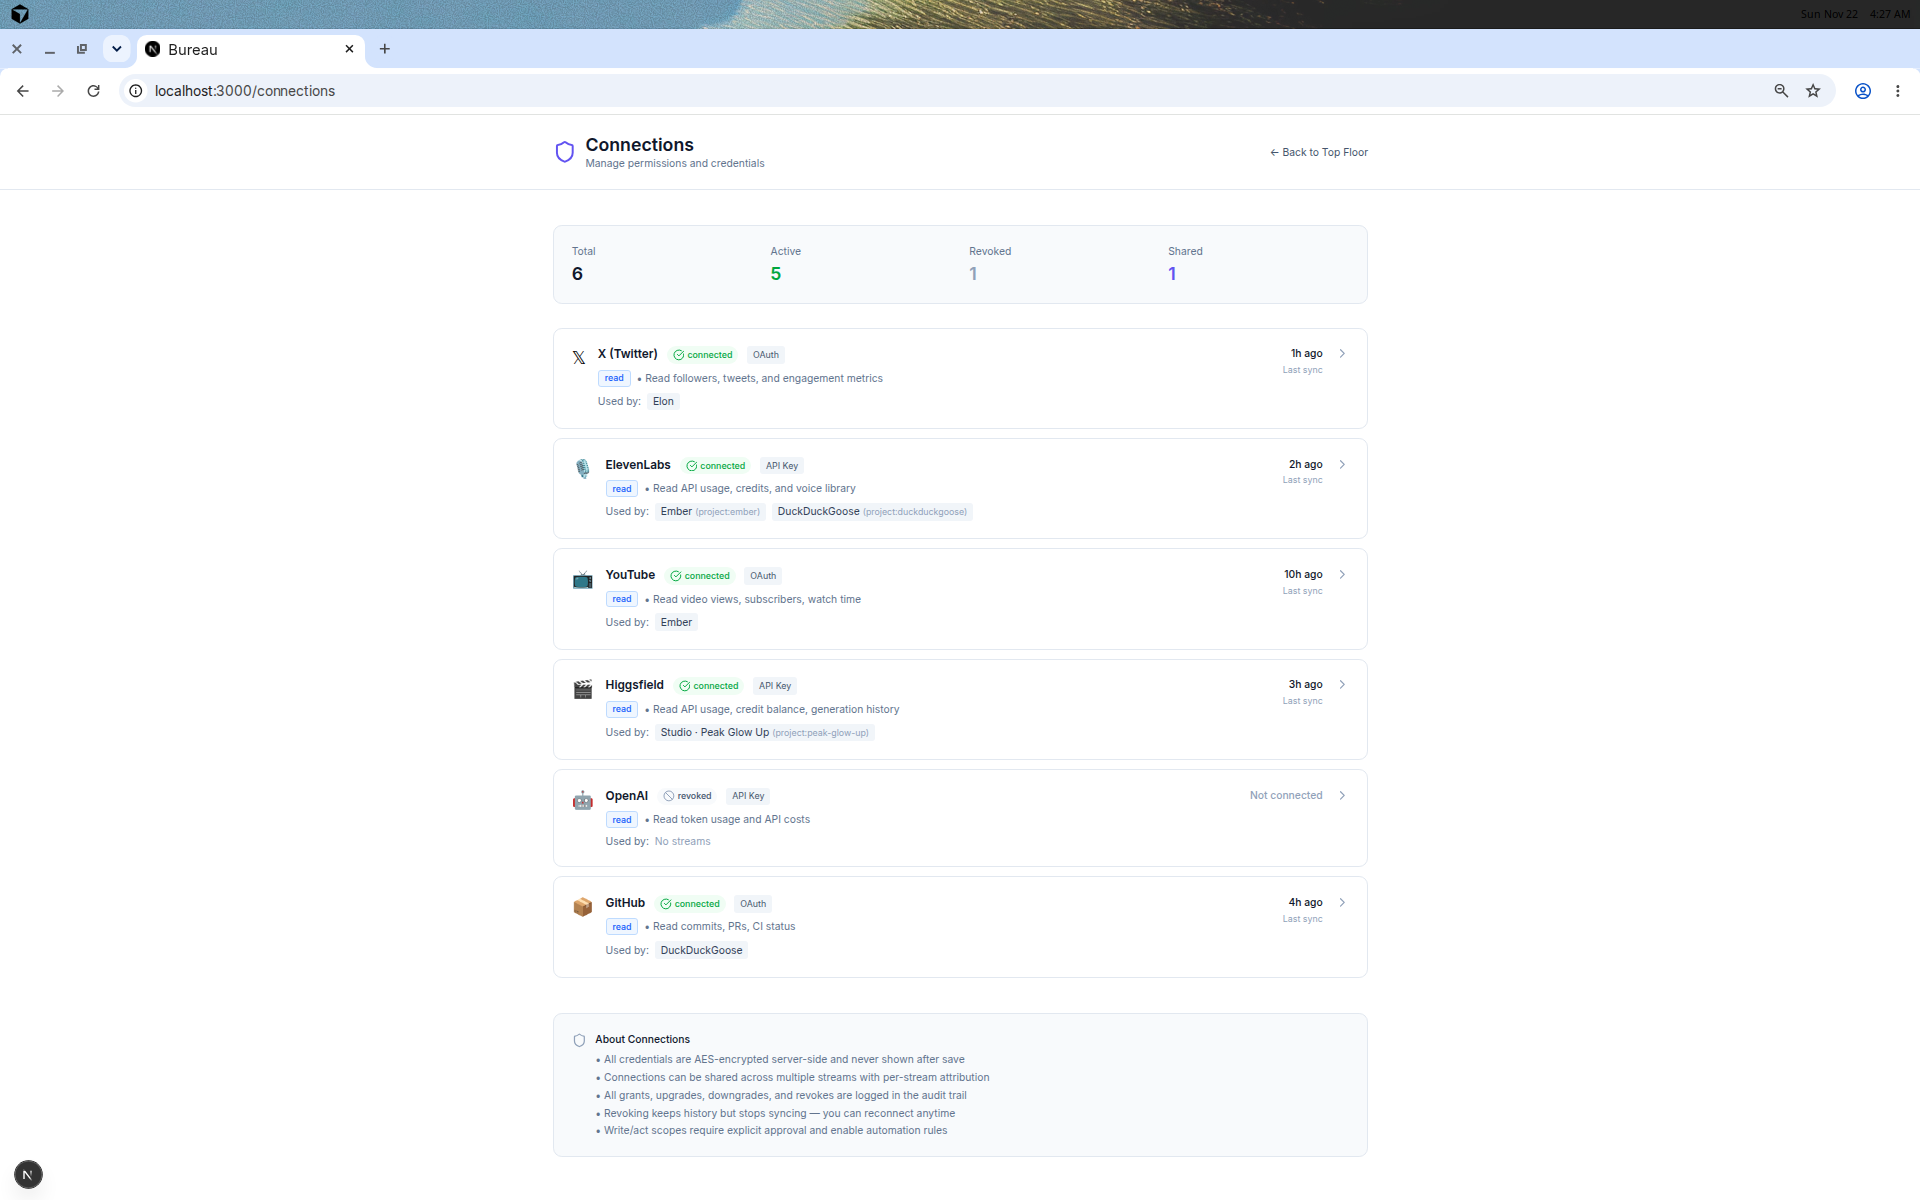 Sun Nov 22 4:27 AM
Bureau
localhost:3000/connections
Connections
Manage permissions and credentials
← Back to Top Floor
Total Active Revoked Shared
6 5 1 1
X (Twitter) connected OAuth 1h ago
Last sync
read • Read followers, tweets, and engagement metrics
Used by: Elon
ElevenLabs connected API Key 2h ago
Last sync
read • Read API usage, credits, and voice library
Used by: Ember (project:ember) DuckDuckGoose (project:duckduckgoose)
YouTube connected OAuth 10h ago
Last sync
read • Read video views, subscribers, watch time
Used by: Ember
Higgsfield connected API Key 3h ago
Last sync
read • Read API usage, credit balance, generation history
Used by: Studio · Peak Glow Up (project:peak-glow-up)
OpenAI revoked API Key Not connected
read • Read token usage and API costs
Used by: No streams
GitHub connected OAuth 4h ago
Last sync
read • Read commits, PRs, CI status
Used by: DuckDuckGoose
About Connections
• All credentials are AES-encrypted server-side and never shown after save
• Connections can be shared across multiple streams with per-stream attribution
• All grants, upgrades, downgrades, and revokes are logged in the audit trail
• Revoking keeps history but stops syncing — you can reconnect anytime
• Write/act scopes require explicit approval and enable automation rules
N